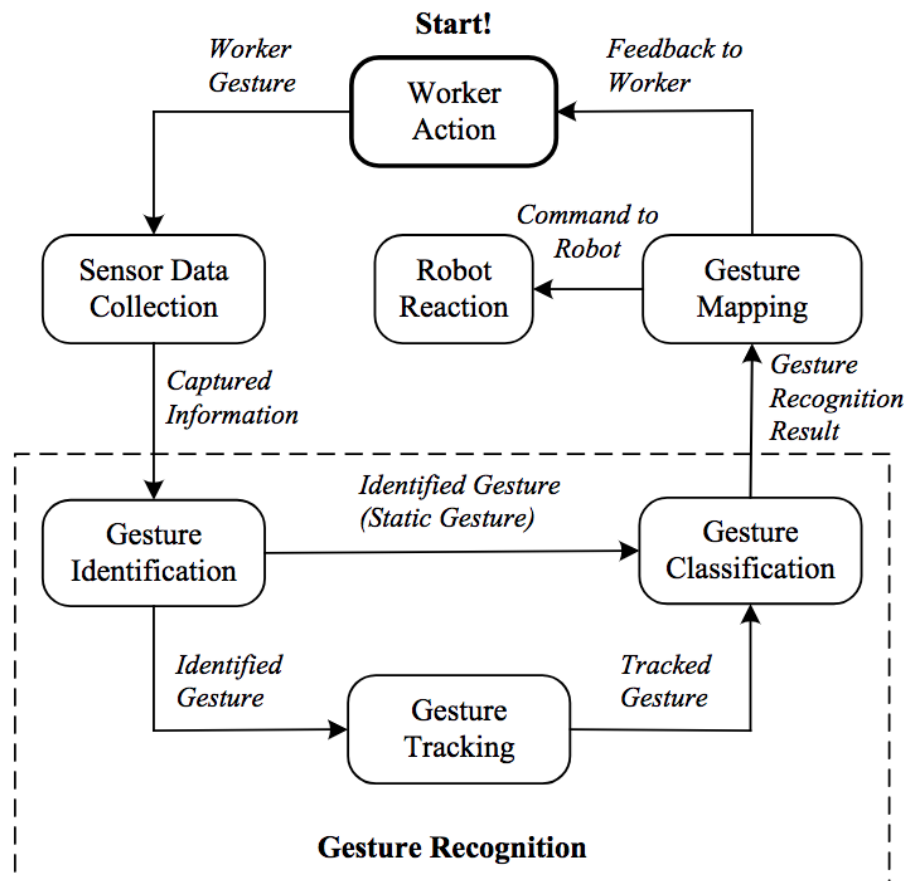 Start!
Worker
Gesture
Feedback to
Worker
Worker
Action
Command to
Robot
Sensor Data
Collection
Robot
Reaction
Gesture
Mapping
Captured
Information
Gesture
Recognition
Result
Identified Gesture
(Static Gesture)
Gesture
Identification
Gesture
Classification
Identified
Gesture
Tracked
Gesture
Gesture
Tracking
Gesture Recognition